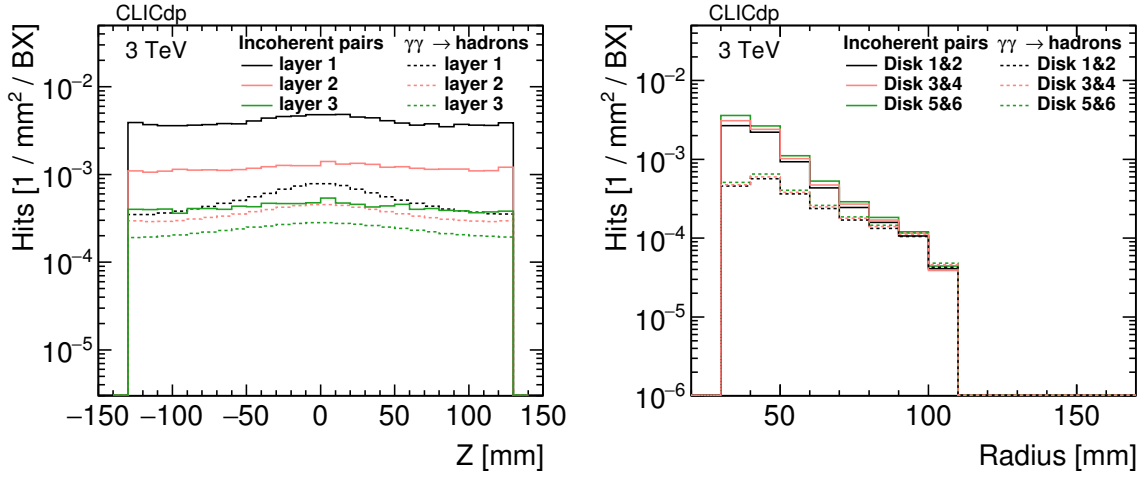 CLICdp
3 TeV
Incoherent pairs γγ → hadrons
layer 1 layer 1
layer 2 layer 2
layer 3 layer 3
Hits [1 / mm² / BX]
10⁻²
10⁻³
10⁻⁴
10⁻⁵
−150 −100 −50 0 50 100 150
Z [mm]
CLICdp
3 TeV
Incoherent pairs γγ → hadrons
Disk 1&2 Disk 1&2
Disk 3&4 Disk 3&4
Disk 5&6 Disk 5&6
Hits [1 / mm² / BX]
10⁻²
10⁻³
10⁻⁴
10⁻⁵
10⁻⁶
50 100 150
Radius [mm]